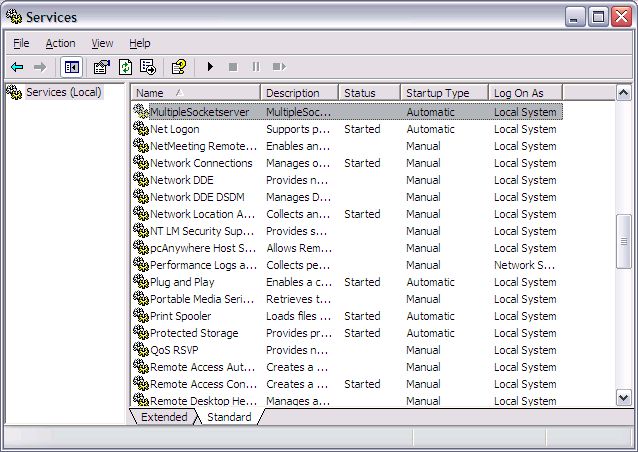 Services
File Action View Help
Services (Local)
Name Description Status Startup Type Log On As
MultipleSocketserver MultipleSoc... Automatic Local System
Net Logon Supports p... Started Automatic Local System
NetMeeting Remote... Enables an... Manual Local System
Network Connections Manages o... Started Manual Local System
Network DDE Provides n... Manual Local System
Network DDE DSDM Manages D... Manual Local System
Network Location A... Collects an... Started Manual Local System
NT LM Security Sup... Provides s... Manual Local System
pcAnywhere Host S... Allows Rem... Manual Local System
Performance Logs a... Collects pe... Manual Network S...
Plug and Play Enables a c... Started Automatic Local System
Portable Media Seri... Retrieves t... Manual Local System
Print Spooler Loads files ... Started Automatic Local System
Protected Storage Provides pr... Started Automatic Local System
QoS RSVP Provides n... Manual Local System
Remote Access Aut... Creates a ... Manual Local System
Remote Access Con... Creates a ... Started Manual Local System
Remote Desktop He... Manages a... Manual Local System
Extended Standard